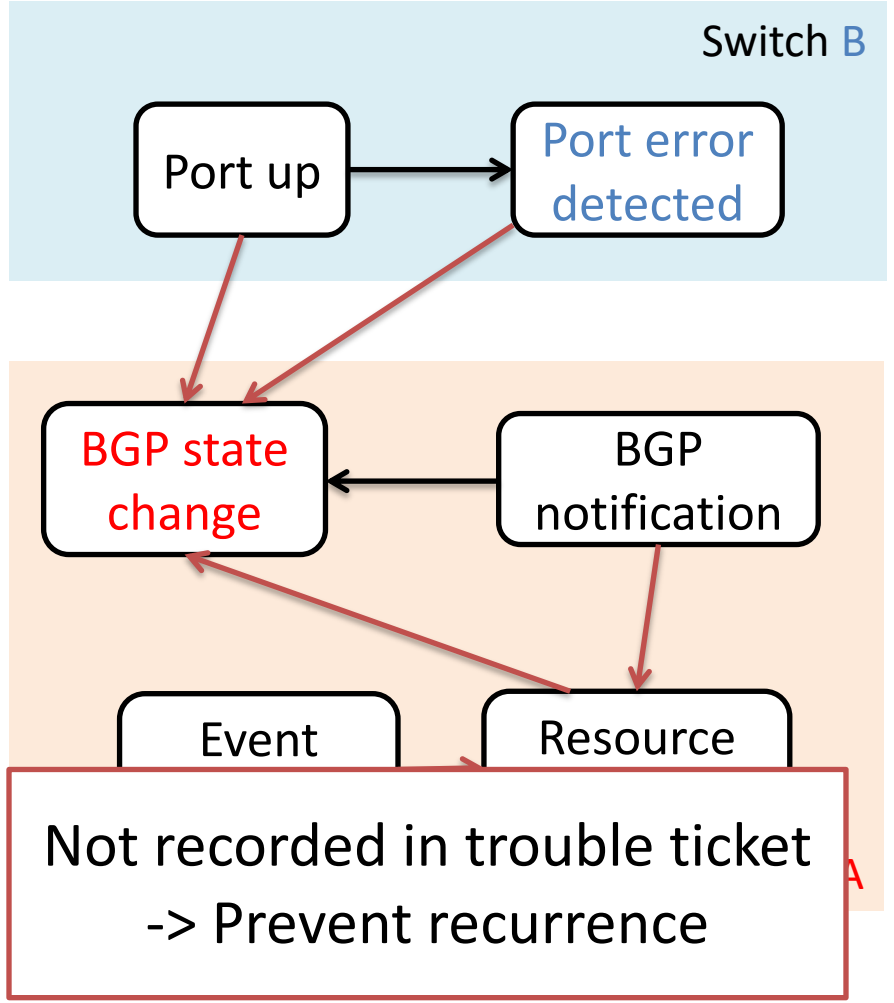 Switch B
Port up
Port error
detected
BGP state
change
BGP
notification
Event
Resource
Not recorded in trouble ticket
-> Prevent recurrence
A